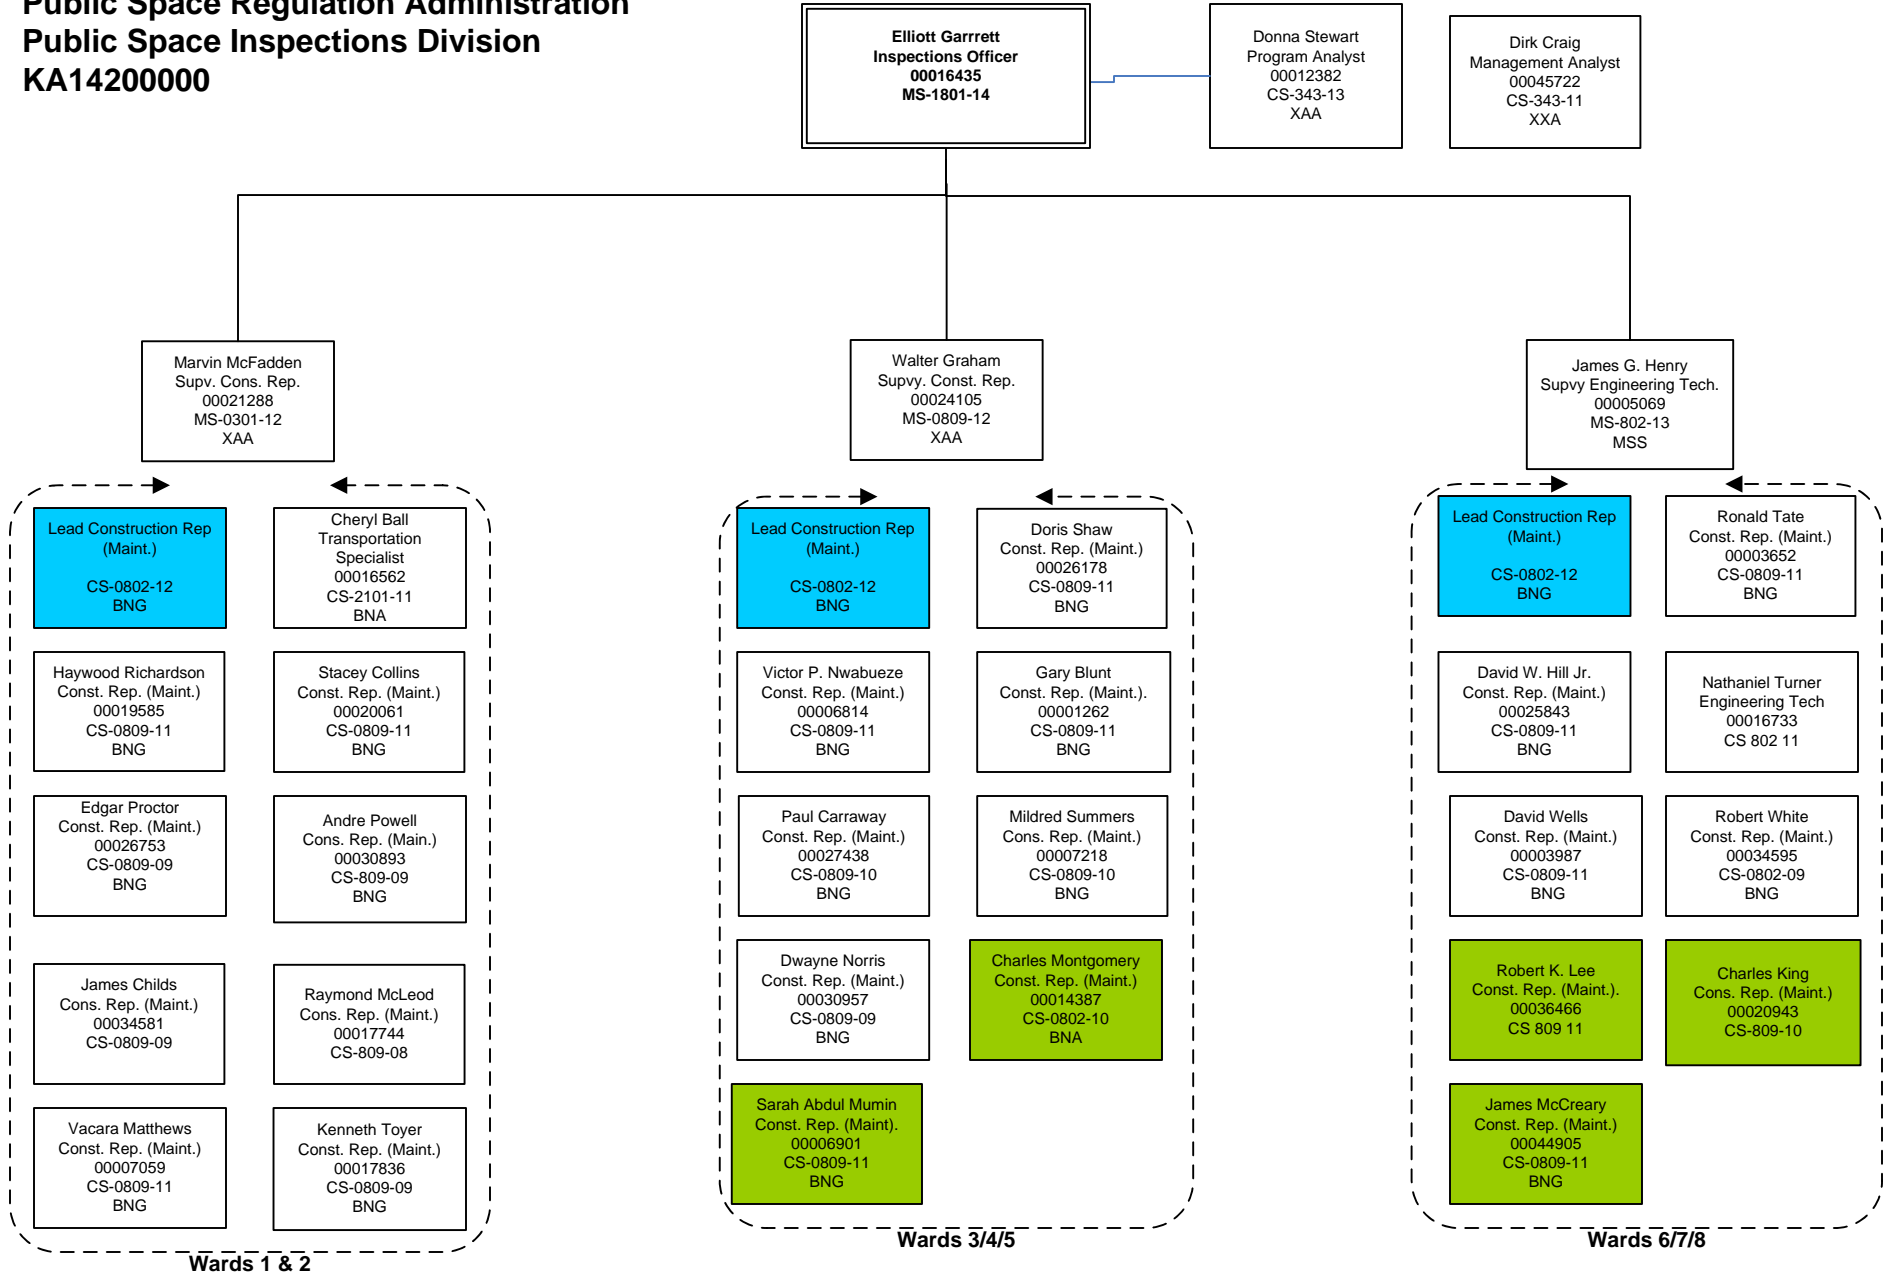 Public Space Regulation Administration
Public Space Inspections Division
KA14200000
Elliott Garrrett
Inspections Officer
00016435
MS-1801-14
Donna Stewart
Program Analyst
00012382
CS-343-13
XAA
Dirk Craig
Management Analyst
00045722
CS-343-11
XXA
Marvin McFadden
Supv. Cons. Rep.
00021288
MS-0301-12
XAA
Walter Graham
Supvy. Const. Rep.
00024105
MS-0809-12
XAA
James G. Henry
Supvy Engineering Tech.
00005069
MS-802-13
MSS
Lead Construction Rep
(Maint.)
CS-0802-12
BNG
Cheryl Ball
Transportation
Specialist
00016562
CS-2101-11
BNA
Haywood Richardson
Const. Rep. (Maint.)
00019585
CS-0809-11
BNG
Stacey Collins
Const. Rep. (Maint.)
00020061
CS-0809-11
BNG
Edgar Proctor
Const. Rep. (Maint.)
00026753
CS-0809-09
BNG
Andre Powell
Cons. Rep. (Main.)
00030893
CS-809-09
BNG
James Childs
Cons. Rep. (Maint.)
00034581
CS-0809-09
Raymond McLeod
Cons. Rep. (Maint.)
00017744
CS-809-08
Vacara Matthews
Const. Rep. (Maint.)
00007059
CS-0809-11
BNG
Kenneth Toyer
Const. Rep. (Maint.)
00017836
CS-0809-09
BNG
Wards 1 & 2
Lead Construction Rep
(Maint.)
CS-0802-12
BNG
Doris Shaw
Const. Rep. (Maint.)
00026178
CS-0809-11
BNG
Victor P. Nwabueze
Const. Rep. (Maint.)
00006814
CS-0809-11
BNG
Gary Blunt
Const. Rep. (Maint.).
00001262
CS-0809-11
BNG
Paul Carraway
Const. Rep. (Maint.)
00027438
CS-0809-10
BNG
Mildred Summers
Cons. Rep. (Maint.)
00007218
CS-0809-10
BNG
Dwayne Norris
Const. Rep. (Maint.)
00030957
CS-0809-09
BNG
Charles Montgomery
Const. Rep. (Maint.)
00014387
CS-0802-10
BNA
Sarah Abdul Mumin
Const. Rep. (Maint).
00006901
CS-0809-11
BNG
Wards 3/4/5
Lead Construction Rep
(Maint.)
CS-0802-12
BNG
Ronald Tate
Const. Rep. (Maint.)
00003652
CS-0809-11
BNG
David W. Hill Jr.
Const. Rep. (Maint.)
00025843
CS-0809-11
BNG
Nathaniel Turner
Engineering Tech
00016733
CS 802 11
David Wells
Const. Rep. (Maint.)
00003987
CS-0809-11
BNG
Robert White
Const. Rep. (Maint.)
00034595
CS-0802-09
BNG
Robert K. Lee
Const. Rep. (Maint.).
00036466
CS 809 11
Charles King
Cons. Rep. (Maint.)
00020943
CS-809-10
James McCreary
Const. Rep. (Maint.)
00044905
CS-0809-11
BNG
Wards 6/7/8